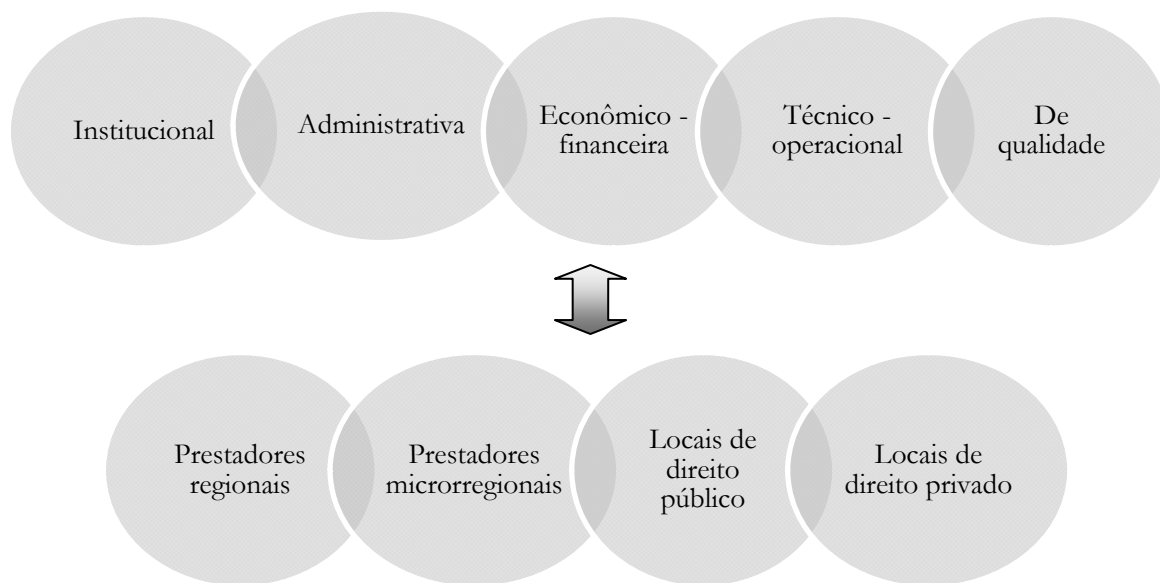 Institucional
Administrativa
Econômico -
financeira
Técnico -
operacional
De
qualidade
Prestadores
regionais
Prestadores
microrregionais
Locais de
direito
público
Locais de
direito privado